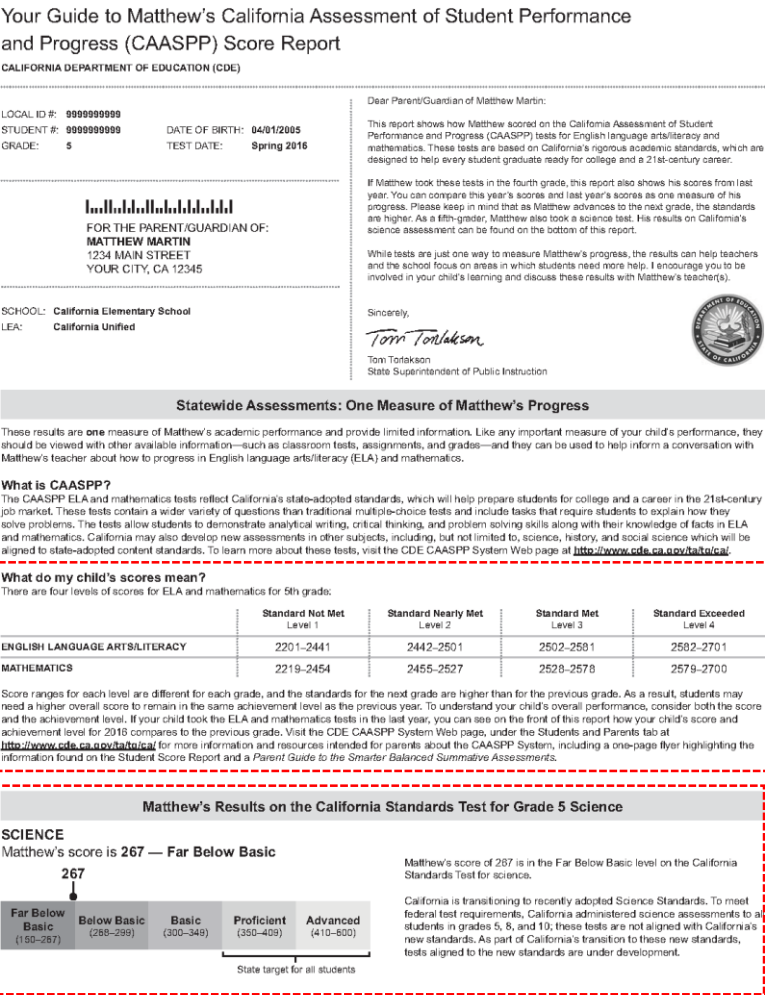 Your Guide to Matthew's California Assessment of Student Performance
and Progress (CAASPP) Score Report
CALIFORNIA DEPARTMENT OF EDUCATION (CDE)
LOCAL ID #: 9999999999
STUDENT #: 9999999999 DATE OF BIRTH: 04/01/2005
GRADE: 5 TEST DATE: Spring 2016
FOR THE PARENT/GUARDIAN OF:
MATTHEW MARTIN
1234 MAIN STREET
YOUR CITY, CA 12345
SCHOOL: California Elementary School
LEA: California Unified
Dear Parent/Guardian of Matthew Martin:
This report shows how Matthew scored on the California Assessment of Student
Performance and Progress (CAASPP) tests for English language arts/literacy and
mathematics. These tests are based on California's rigorous academic standards, which are
designed to help every student graduate ready for college and a 21st-century career.
If Matthew took these tests in the fourth grade, this report also shows his scores from last
year. You can compare this year's scores and last year's scores as one measure of his
progress. Please keep in mind that as Matthew advances to the next grade, the standards
are higher. As a fifth-grader, Matthew also took a science test. His results on California's
science assessment can be found on the bottom of this report.
While tests are just one way to measure Matthew's progress, the results can help teachers
and the school focus on areas in which students need more help. I encourage you to be
involved in your child's learning and discuss these results with Matthew's teacher(s).
Sincerely,
Tom Torlakson
Tom Torlakson
State Superintendent of Public Instruction
DEPARTMENT OF EDUCATION
STATE OF CALIFORNIA
Statewide Assessments: One Measure of Matthew's Progress
These results are one measure of Matthew's academic performance and provide limited information. Like any important measure of your child's performance, they
should be viewed with other available information—such as classroom tests, assignments, and grades—and they can be used to help inform a conversation with
Matthew's teacher about how to progress in English language arts/literacy (ELA) and mathematics.
What is CAASPP?
The CAASPP ELA and mathematics tests reflect California's state-adopted standards, which will help prepare students for college and a career in the 21st-century
job market. These tests contain a wider variety of questions than traditional multiple-choice tests and include tasks that require students to explain how they
solve problems. The tests allow students to demonstrate analytical writing, critical thinking, and problem solving skills along with their knowledge of facts in ELA
and mathematics. California may also develop new assessments in other subjects, including, but not limited to, science, history, and social science which will be
aligned to state-adopted content standards. To learn more about these tests, visit the CDE CAASPP System Web page at http://www.cde.ca.gov/ta/tg/ca/.
What do my child's scores mean?
There are four levels of scores for ELA and mathematics for 5th grade:
Standard Not Met Standard Nearly Met Standard Met Standard Exceeded
Level 1 Level 2 Level 3 Level 4
ENGLISH LANGUAGE ARTS/LITERACY 2201–2441 2442–2501 2502–2581 2582–2701
MATHEMATICS 2219–2454 2455–2527 2528–2578 2579–2700
Score ranges for each level are different for each grade, and the standards for the next grade are higher than for the previous grade. As a result, students may
need a higher overall score to remain in the same achievement level as the previous year. To understand your child's overall performance, consider both the score
and the achievement level. If your child took the ELA and mathematics tests in the last year, you can see on the front of this report how your child's score and
achievement level for 2016 compares to the previous grade. Visit the CDE CAASPP System Web page, under the Students and Parents tab at
http://www.cde.ca.gov/ta/tg/ca/ for more information and resources intended for parents about the CAASPP System, including a one-page flyer highlighting the
information found on the Student Score Report and a Parent Guide to the Smarter Balanced Summative Assessments.
Matthew's Results on the California Standards Test for Grade 5 Science
SCIENCE
Matthew's score is 267 — Far Below Basic
267
Far Below Basic (150–267)
Below Basic (268–299)
Basic (300–349)
Proficient (350–409)
Advanced (410–600)
State target for all students
Matthew's score of 267 is in the Far Below Basic level on the California
Standards Test for science.
California is transitioning to recently adopted Science Standards. To meet
federal test requirements, California administered science assessments to all
students in grades 5, 8, and 10; these tests are not aligned with California's
new standards. As part of California's transition to these new standards,
tests aligned to the new standards are under development.